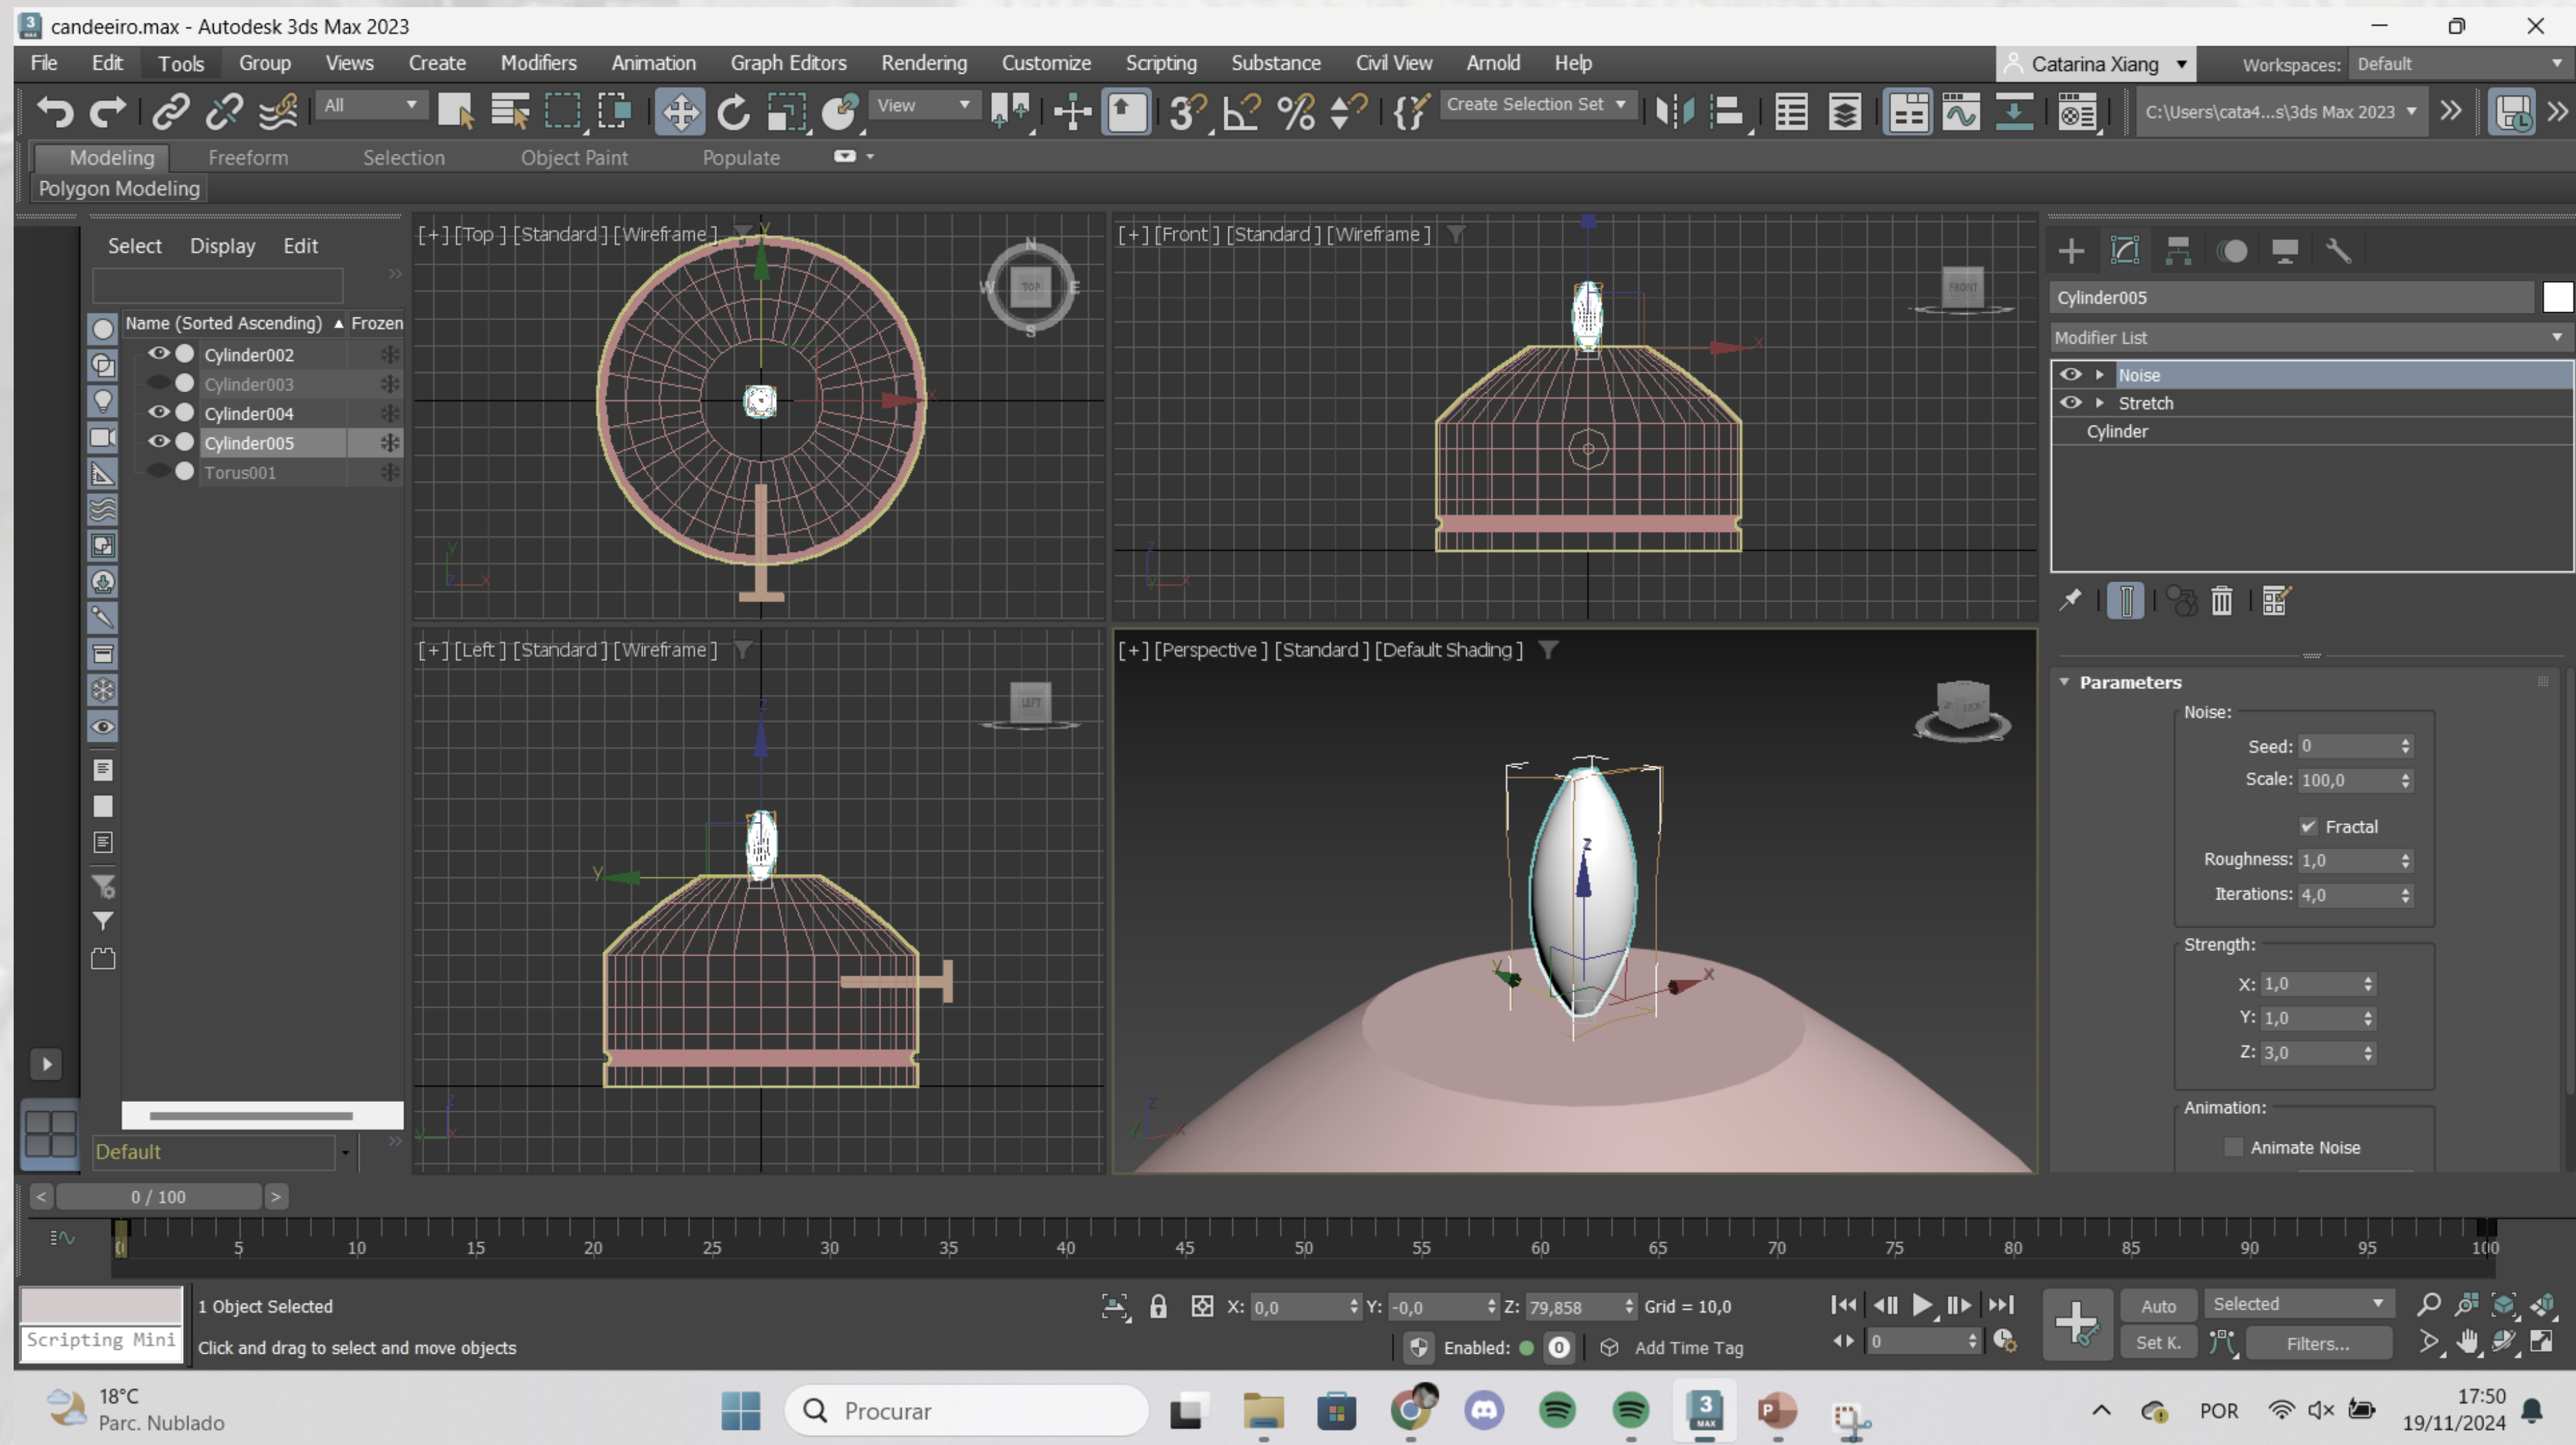 candeeiro.max - Autodesk 3ds Max 2023
File Edit Tools Group Views Create Modifiers Animation Graph Editors Rendering Customize Scripting Substance Civil View Arnold Help Catarina Xiang Workspaces: Default
All View Create Selection Set C:\Users\cata4...s\3ds Max 2023
Modeling Freeform Selection Object Paint Populate
Polygon Modeling
Select Display Edit
Name (Sorted Ascending) Frozen
Cylinder002
Cylinder003
Cylinder004
Cylinder005
Torus001
Default
[+] [Top ] [Standard ] [Wireframe ]
N
W TOP E
S
y
x
y
z x
[+] [Front ] [Standard ] [Wireframe ]
FRONT
x
z
y x
[+] [Left ] [Standard ] [Wireframe ]
LEFT
z
y
z
y x
[+] [Perspective ] [Standard ] [Default Shading ]
FRONT
z
y x
z
y x
Cylinder005
Modifier List
Noise
Stretch
Cylinder
Parameters
Noise:
Seed: 0
Scale: 100,0
Fractal
Roughness: 1,0
Iterations: 4,0
Strength:
X: 1,0
Y: 1,0
Z: 3,0
Animation:
Animate Noise
< 0 / 100 >
0 5 10 15 20 25 30 35 40 45 50 55 60 65 70 75 80 85 90 95 100
1 Object Selected X: 0,0 Y: -0,0 Z: 79,858 Grid = 10,0 Auto Selected
Scripting Mini Click and drag to select and move objects Enabled: 0 Add Time Tag 0 Set K. Filters...
18°C
Parc. Nublado
Procurar
3
MAX
P
POR
17:50
19/11/2024